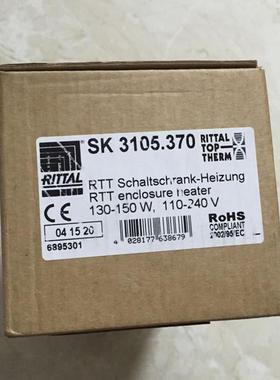 SK 3105.370
RITTAL
TOP
THERM
RITTAL
RTT Schaltschrank-Heizung
RTT enclosure heater
130-150 W, 110-240 V
CE
04 15 20
6895301
4 028177 638679
RoHS
COMPLIANT
2002/95/EC